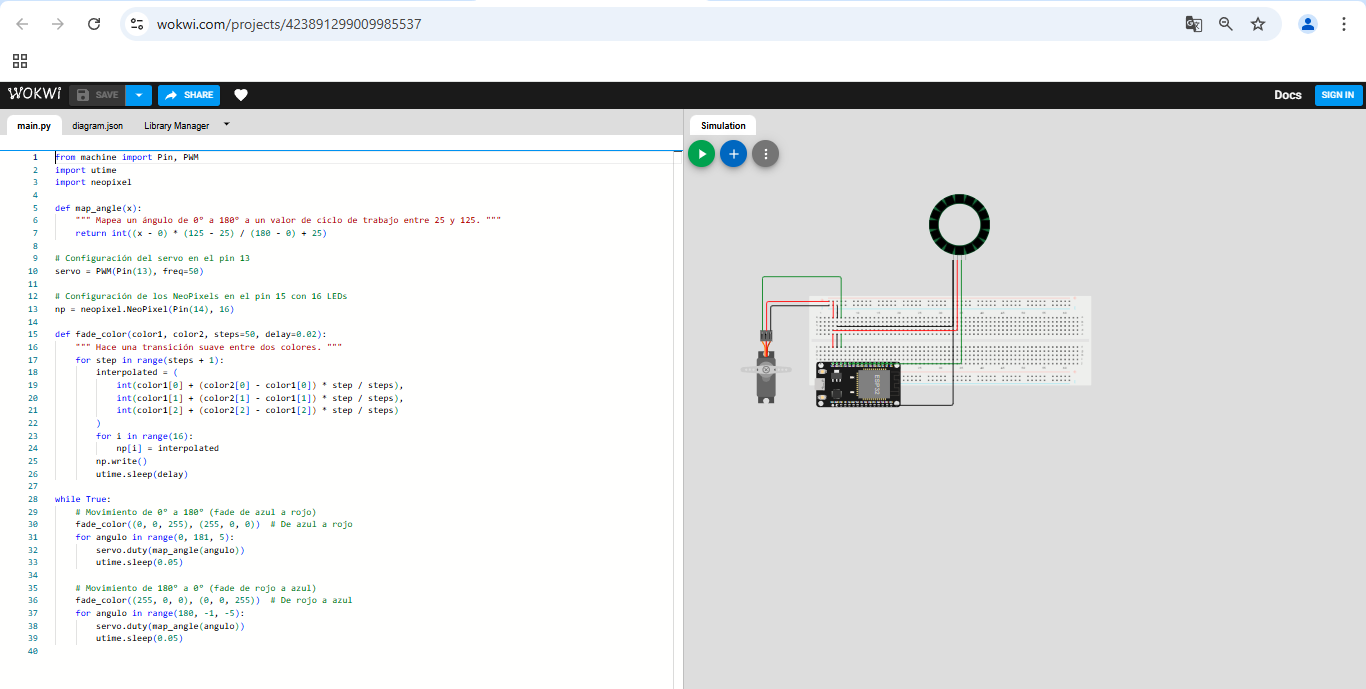 wokwi.com/projects/423891299009985537
WOKWI SAVE SHARE Docs SIGN IN
main.py diagram.json Library Manager Simulation
1 from machine import Pin, PWM
2 import utime
3 import neopixel
4
5 def map_angle(x):
6 """ Mapea un ángulo de 0° a 180° a un valor de ciclo de trabajo entre 25 y 125. """
7 return int((x - 0) * (125 - 25) / (180 - 0) + 25)
8
9 # Configuración del servo en el pin 13
10 servo = PWM(Pin(13), freq=50)
11
12 # Configuración de los NeoPixels en el pin 15 con 16 LEDs
13 np = neopixel.NeoPixel(Pin(14), 16)
14
15 def fade_color(color1, color2, steps=50, delay=0.02):
16 """ Hace una transición suave entre dos colores. """
17 for step in range(steps + 1):
18 interpolated = (
19 int(color1[0] + (color2[0] - color1[0]) * step / steps),
20 int(color1[1] + (color2[1] - color1[1]) * step / steps),
21 int(color1[2] + (color2[2] - color1[2]) * step / steps)
22 )
23 for i in range(16):
24 np[i] = interpolated
25 np.write()
26 utime.sleep(delay)
27
28 while True:
29 # Movimiento de 0° a 180° (fade de azul a rojo)
30 fade_color((0, 0, 255), (255, 0, 0)) # De azul a rojo
31 for angulo in range(0, 181, 5):
32 servo.duty(map_angle(angulo))
33 utime.sleep(0.05)
34
35 # Movimiento de 180° a 0° (fade de rojo a azul)
36 fade_color((255, 0, 0), (0, 0, 255)) # De rojo a azul
37 for angulo in range(180, -1, -5):
38 servo.duty(map_angle(angulo))
39 utime.sleep(0.05)
40
ESP32